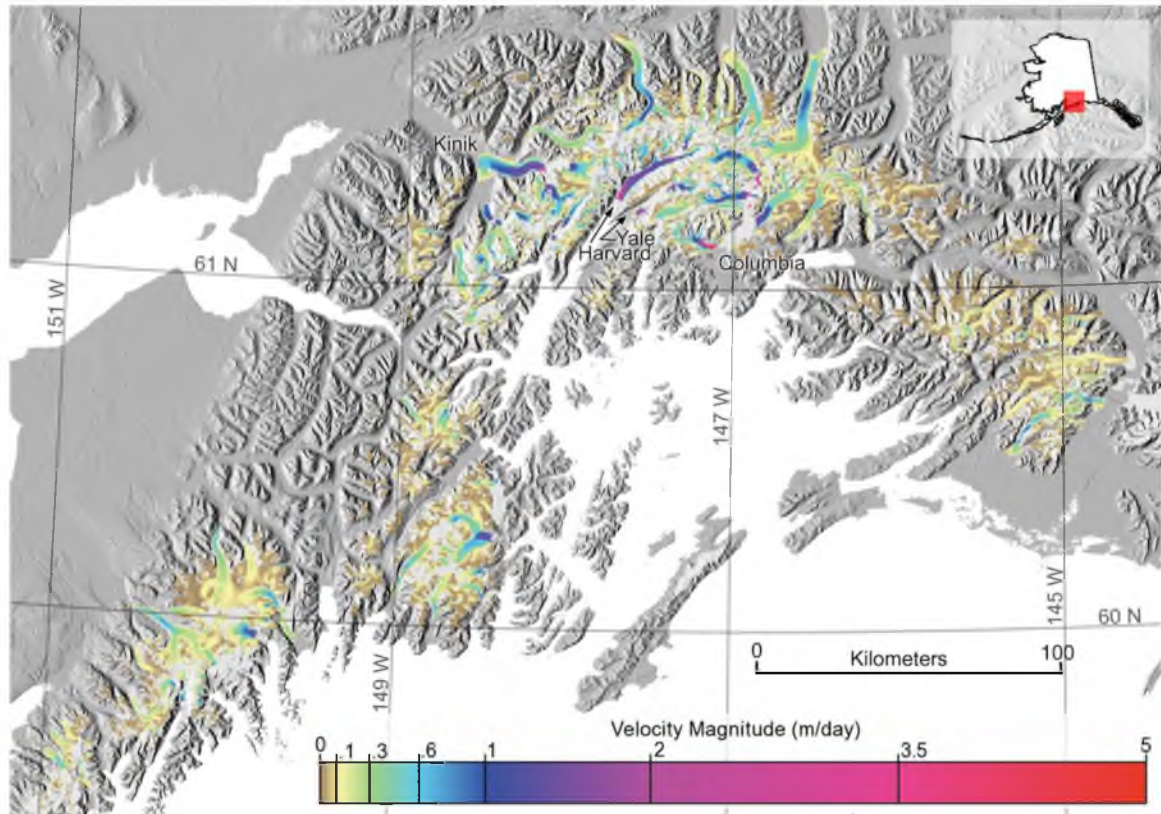 Kinik
Yale
Harvard
Columbia
61 N
151 W
147 W
145 W
60 N
149 W
0
100
Kilometers
Velocity Magnitude (m/day)
0 .1 .3 .6 1 2 3.5 5